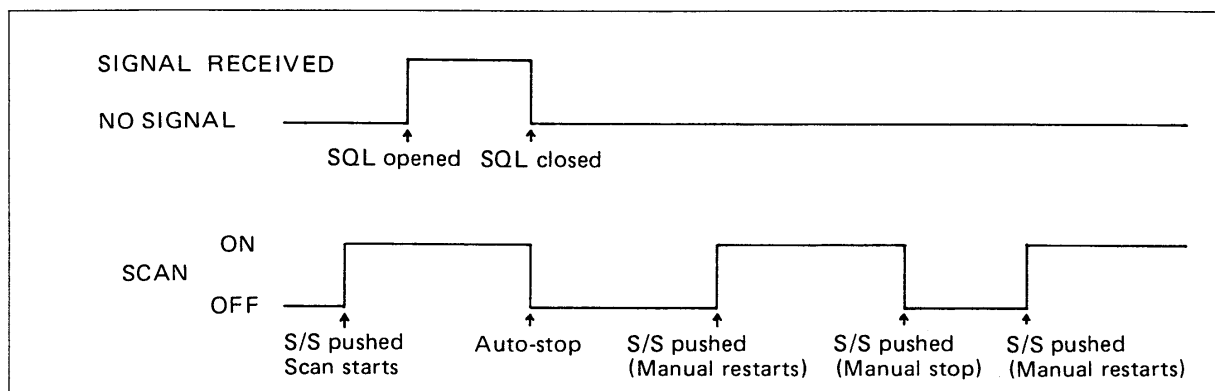 SIGNAL RECEIVED
NO SIGNAL
SQL opened SQL closed
ON
SCAN
OFF
S/S pushed Auto-stop S/S pushed S/S pushed S/S pushed
Scan starts (Manual restarts) (Manual stop) (Manual restarts)